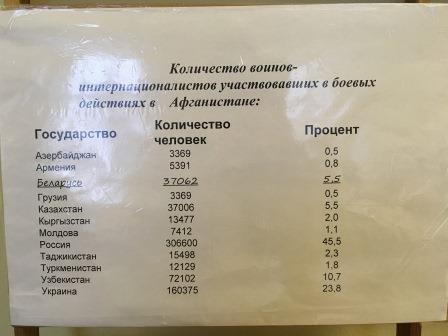 Количество воинов-
интернационалистов участвовавших в боевых
действиях в Афганистане:
Государство Количество человек Процент
Азербайджан 3369 0,5
Армения 5391 0,8
Беларусь 37062 5,5
Грузия 3369 0,5
Казахстан 37006 5,5
Кыргызстан 13477 2,0
Молдова 7412 1,1
Россия 306600 45,5
Таджикистан 15498 2,3
Туркменистан 12129 1,8
Узбекистан 72102 10,7
Украина 160375 23,8